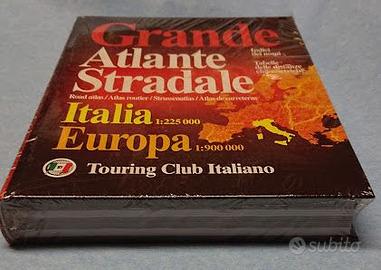 Grande
Atlante
Stradale
Indici
dei nomi
Tabelle
delle distanze
chilometriche
Road atlas / Atlas routier / Strassenatlas / Atlas de carreteras
Italia 1:225 000
Europa 1:900 000
Touring Club Italiano
subito